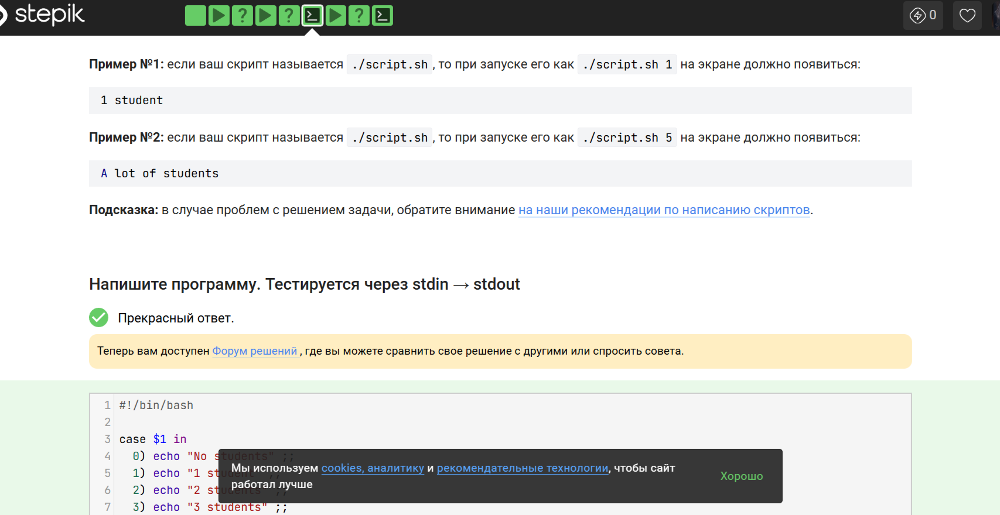 stepik
? ? ?
0
Пример №1: если ваш скрипт называется ./script.sh, то при запуске его как ./script.sh 1 на экране должно появиться:
1 student
Пример №2: если ваш скрипт называется ./script.sh, то при запуске его как ./script.sh 5 на экране должно появиться:
A lot of students
Подсказка: в случае проблем с решением задачи, обратите внимание на наши рекомендации по написанию скриптов.
Напишите программу. Тестируется через stdin → stdout
Прекрасный ответ.
Теперь вам доступен Форум решений , где вы можете сравнить свое решение с другими или спросить совета.
1 #!/bin/bash
2
3 case $1 in
4 0) echo "No students" ;;
5 1) echo "1 student" ;;
6 2) echo "2 students" ;;
7 3) echo "3 students" ;;
Мы используем cookies, аналитику и рекомендательные технологии, чтобы сайт
работал лучше
Хорошо